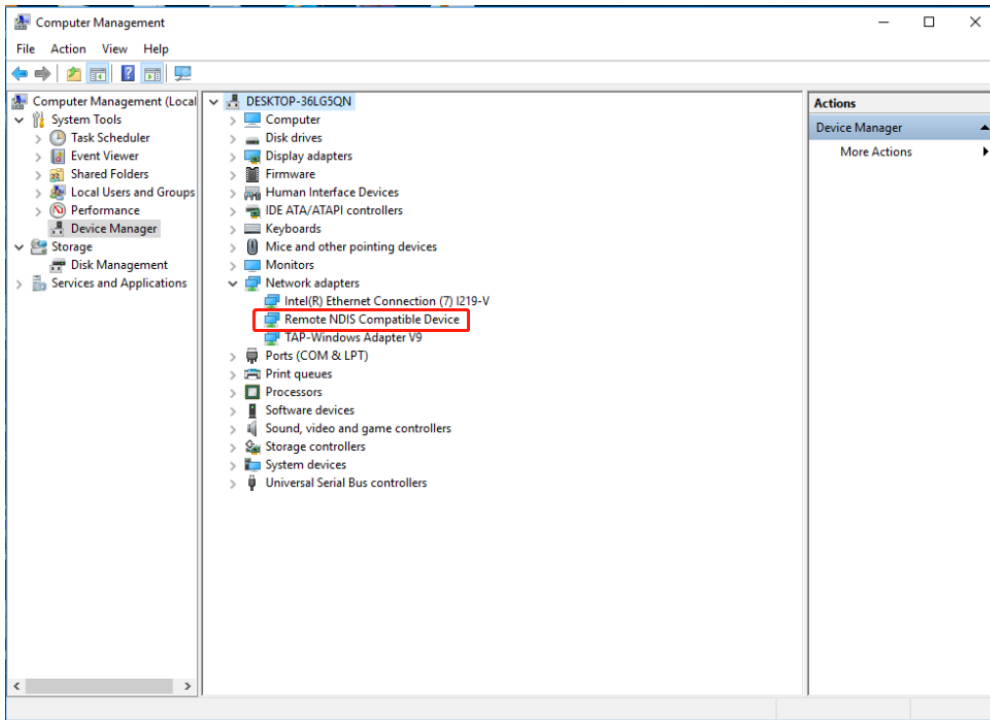 Computer Management
File Action View Help
Computer Management (Local
System Tools
Task Scheduler
Event Viewer
Shared Folders
Local Users and Groups
Performance
Device Manager
Storage
Disk Management
Services and Applications
DESKTOP-36LG5QN
Computer
Disk drives
Display adapters
Firmware
Human Interface Devices
IDE ATA/ATAPI controllers
Keyboards
Mice and other pointing devices
Monitors
Network adapters
Intel(R) Ethernet Connection (7) I219-V
Remote NDIS Compatible Device
TAP-Windows Adapter V9
Ports (COM & LPT)
Print queues
Processors
Software devices
Sound, video and game controllers
Storage controllers
System devices
Universal Serial Bus controllers
Actions
Device Manager
More Actions